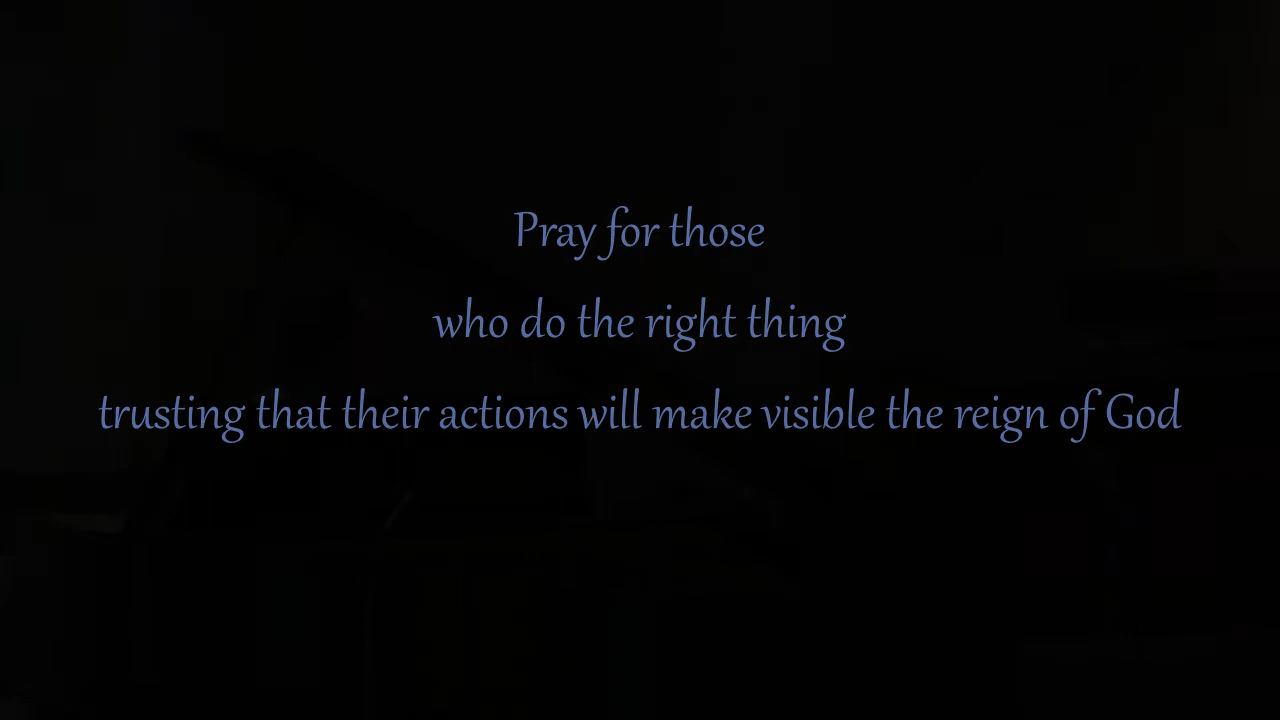 Pray for those
who do the right thing
trusting that their actions will make visible the reign of God